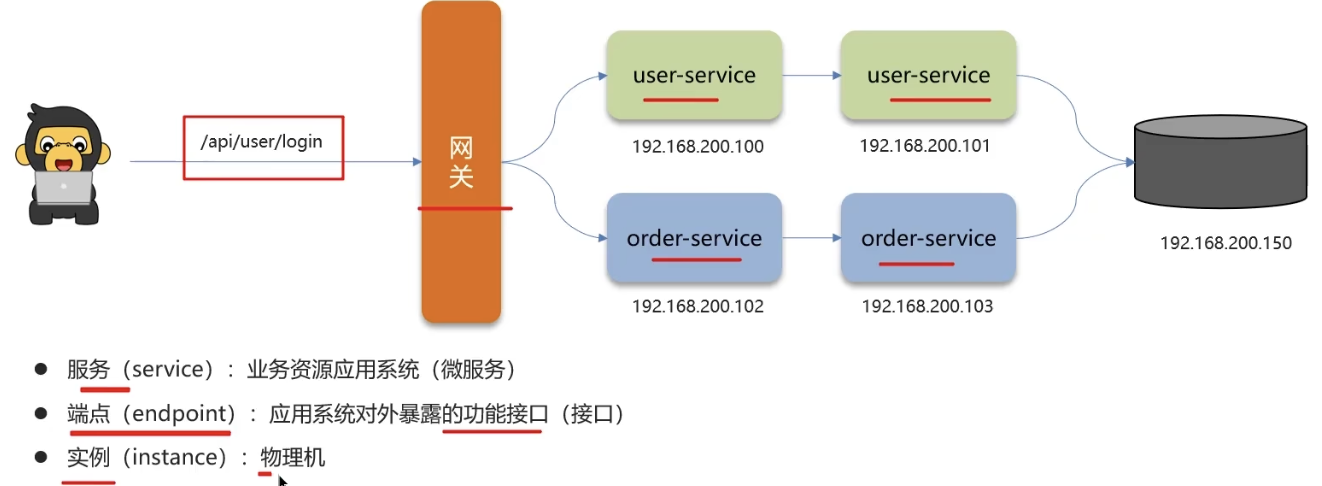 /api/user/login
网
关
user-service
192.168.200.100
user-service
192.168.200.101
order-service
192.168.200.102
order-service
192.168.200.103
192.168.200.150
● 服务（service）：业务资源应用系统（微服务）
● 端点（endpoint）：应用系统对外暴露的功能接口（接口）
● 实例（instance）：物理机